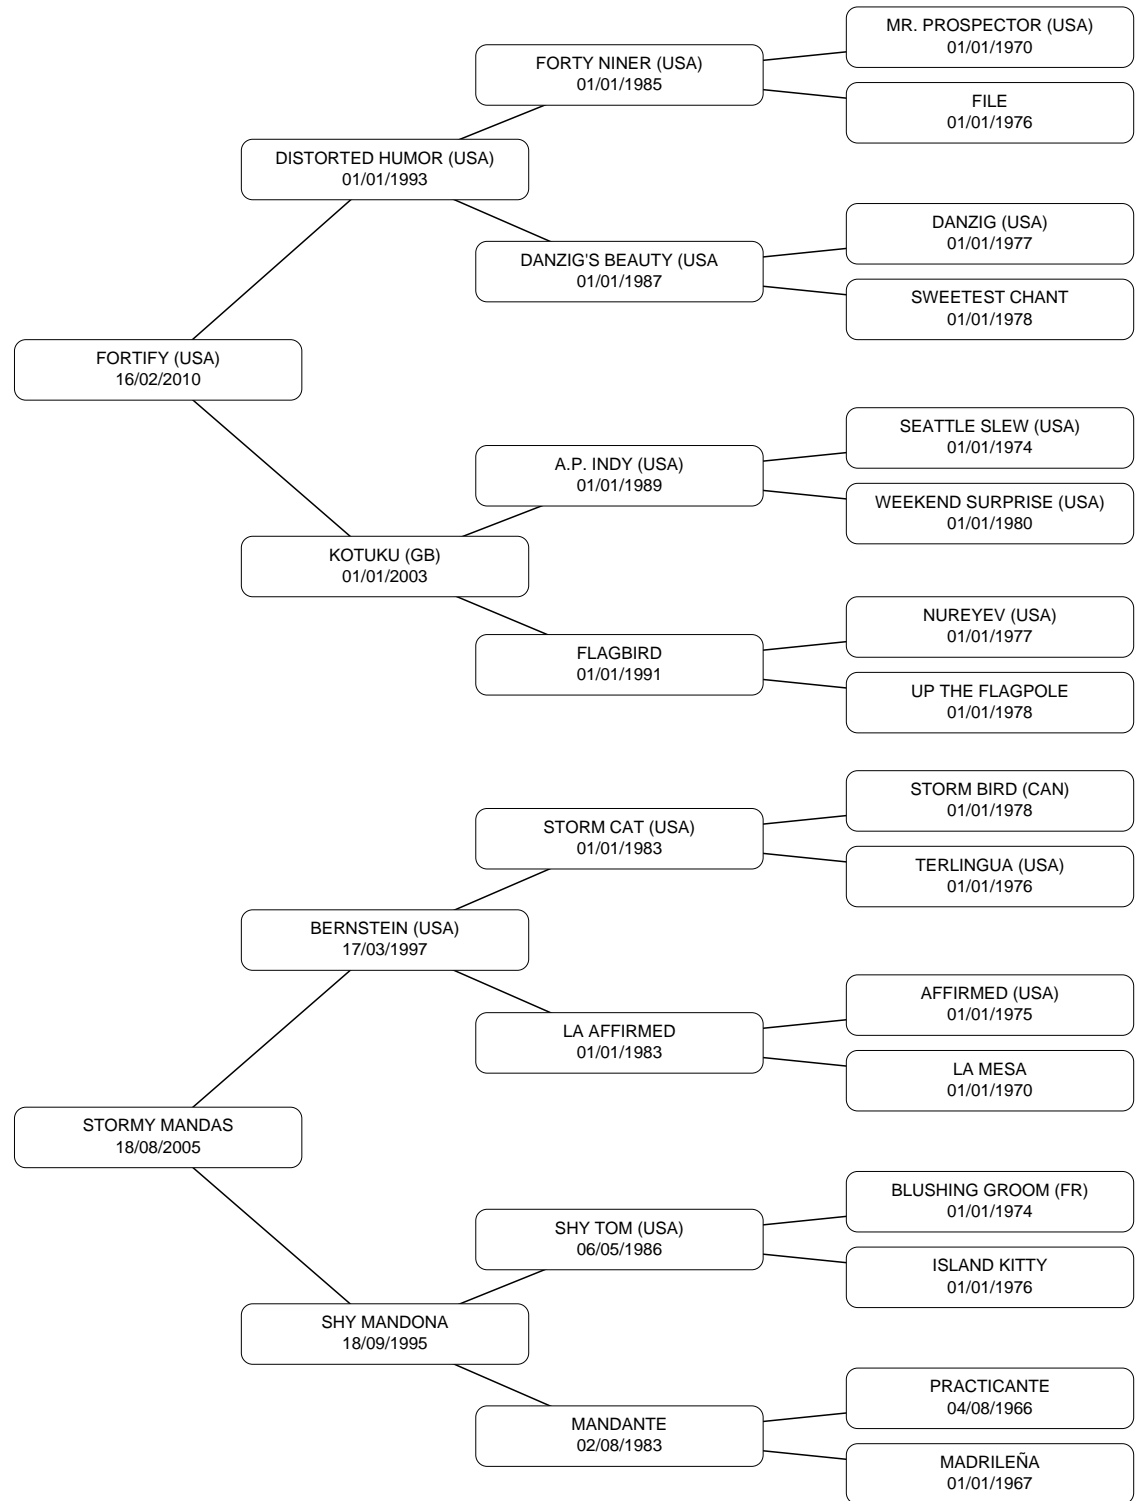 MR. PROSPECTOR (USA)
01/01/1970
FORTY NINER (USA)
01/01/1985
FILE
01/01/1976
DISTORTED HUMOR (USA)
01/01/1993
DANZIG (USA)
01/01/1977
DANZIG'S BEAUTY (USA
01/01/1987
SWEETEST CHANT
01/01/1978
FORTIFY (USA)
16/02/2010
SEATTLE SLEW (USA)
01/01/1974
A.P. INDY (USA)
01/01/1989
WEEKEND SURPRISE (USA)
01/01/1980
KOTUKU (GB)
01/01/2003
NUREYEV (USA)
01/01/1977
FLAGBIRD
01/01/1991
UP THE FLAGPOLE
01/01/1978
STORM BIRD (CAN)
01/01/1978
STORM CAT (USA)
01/01/1983
TERLINGUA (USA)
01/01/1976
BERNSTEIN (USA)
17/03/1997
AFFIRMED (USA)
01/01/1975
LA AFFIRMED
01/01/1983
LA MESA
01/01/1970
STORMY MANDAS
18/08/2005
BLUSHING GROOM (FR)
01/01/1974
SHY TOM (USA)
06/05/1986
ISLAND KITTY
01/01/1976
SHY MANDONA
18/09/1995
PRACTICANTE
04/08/1966
MANDANTE
02/08/1983
MADRILEÑA
01/01/1967